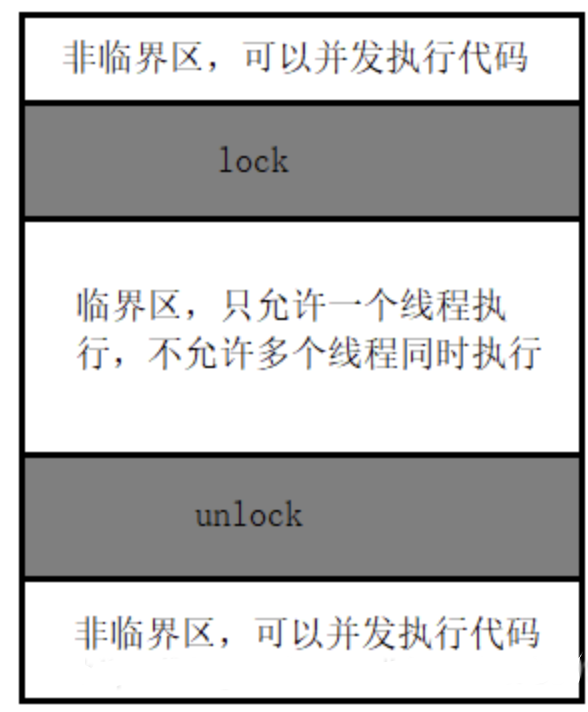 非临界区，可以并发执行代码
lock
临界区，只允许一个线程执
行，不允许多个线程同时执行
unlock
非临界区，可以并发执行代码